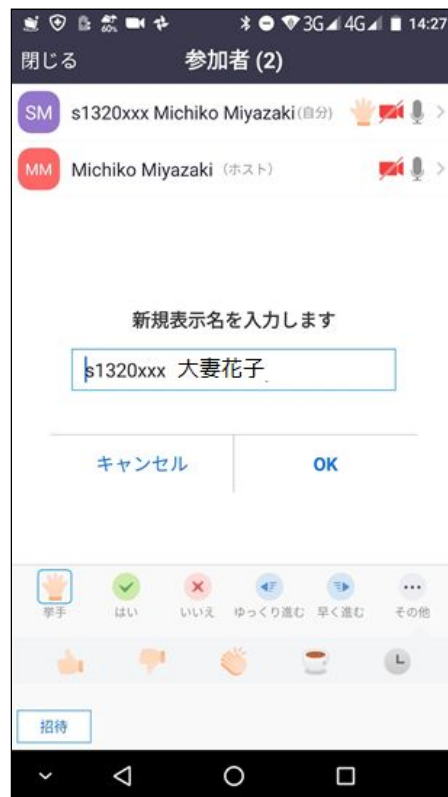 60% 3G 4G 14:27
閉じる 参加者 (2)
SM s1320xxx Michiko Miyazaki(自分)
MM Michiko Miyazaki (ホスト)
新規表示名を入力します
s1320xxx 大妻花子
キャンセル OK
挙手 はい いいえ ゆっくり進む 早く進む その他
招待